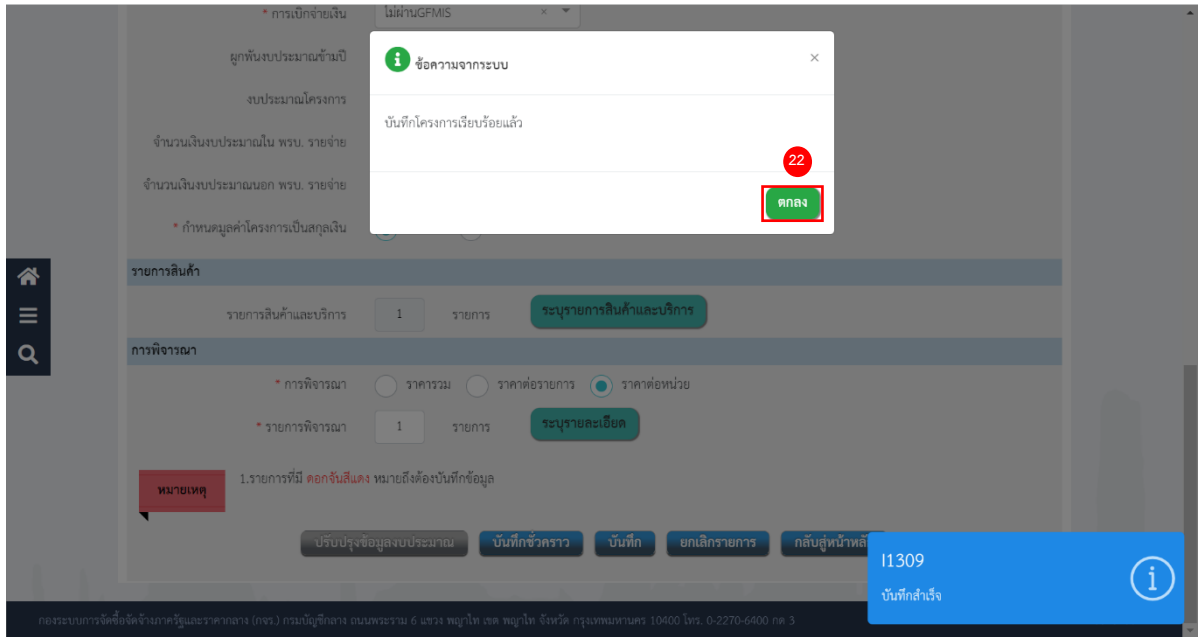 * การเบิกจ่ายเงิน ไม่ผ่านGFMIS ×
ข้อความจากระบบ ×
ผูกพันงบประมาณข้ามปี
งบประมาณโครงการ
บันทึกโครงการเรียบร้อยแล้ว
จำนวนเงินงบประมาณใน พรบ. รายจ่าย
22
จำนวนเงินงบประมาณนอก พรบ. รายจ่าย
ตกลง
* กำหนดมูลค่าโครงการเป็นสกุลเงิน
รายการสินค้า
รายการสินค้าและบริการ 1 รายการ ระบุรายการสินค้าและบริการ
การพิจารณา
* การพิจารณา ราคารวม ราคาต่อรายการ ราคาต่อหน่วย
* รายการพิจารณา 1 รายการ ระบุรายละเอียด
หมายเหตุ 1.รายการที่มี ดอกจันสีแดง หมายถึงต้องบันทึกข้อมูล
ปรับปรุงข้อมูลงบประมาณ บันทึกชั่วคราว บันทึก ยกเลิกรายการ กลับสู่หน้าหลั
I1309
บันทึกสำเร็จ
กองระบบการจัดซื้อจัดจ้างภาครัฐและราคากลาง (กจร.) กรมบัญชีกลาง ถนนพระราม 6 แขวง พญาไท เขต พญาไท จังหวัด กรุงเทพมหานคร 10400 โทร. 0-2270-6400 กด 3